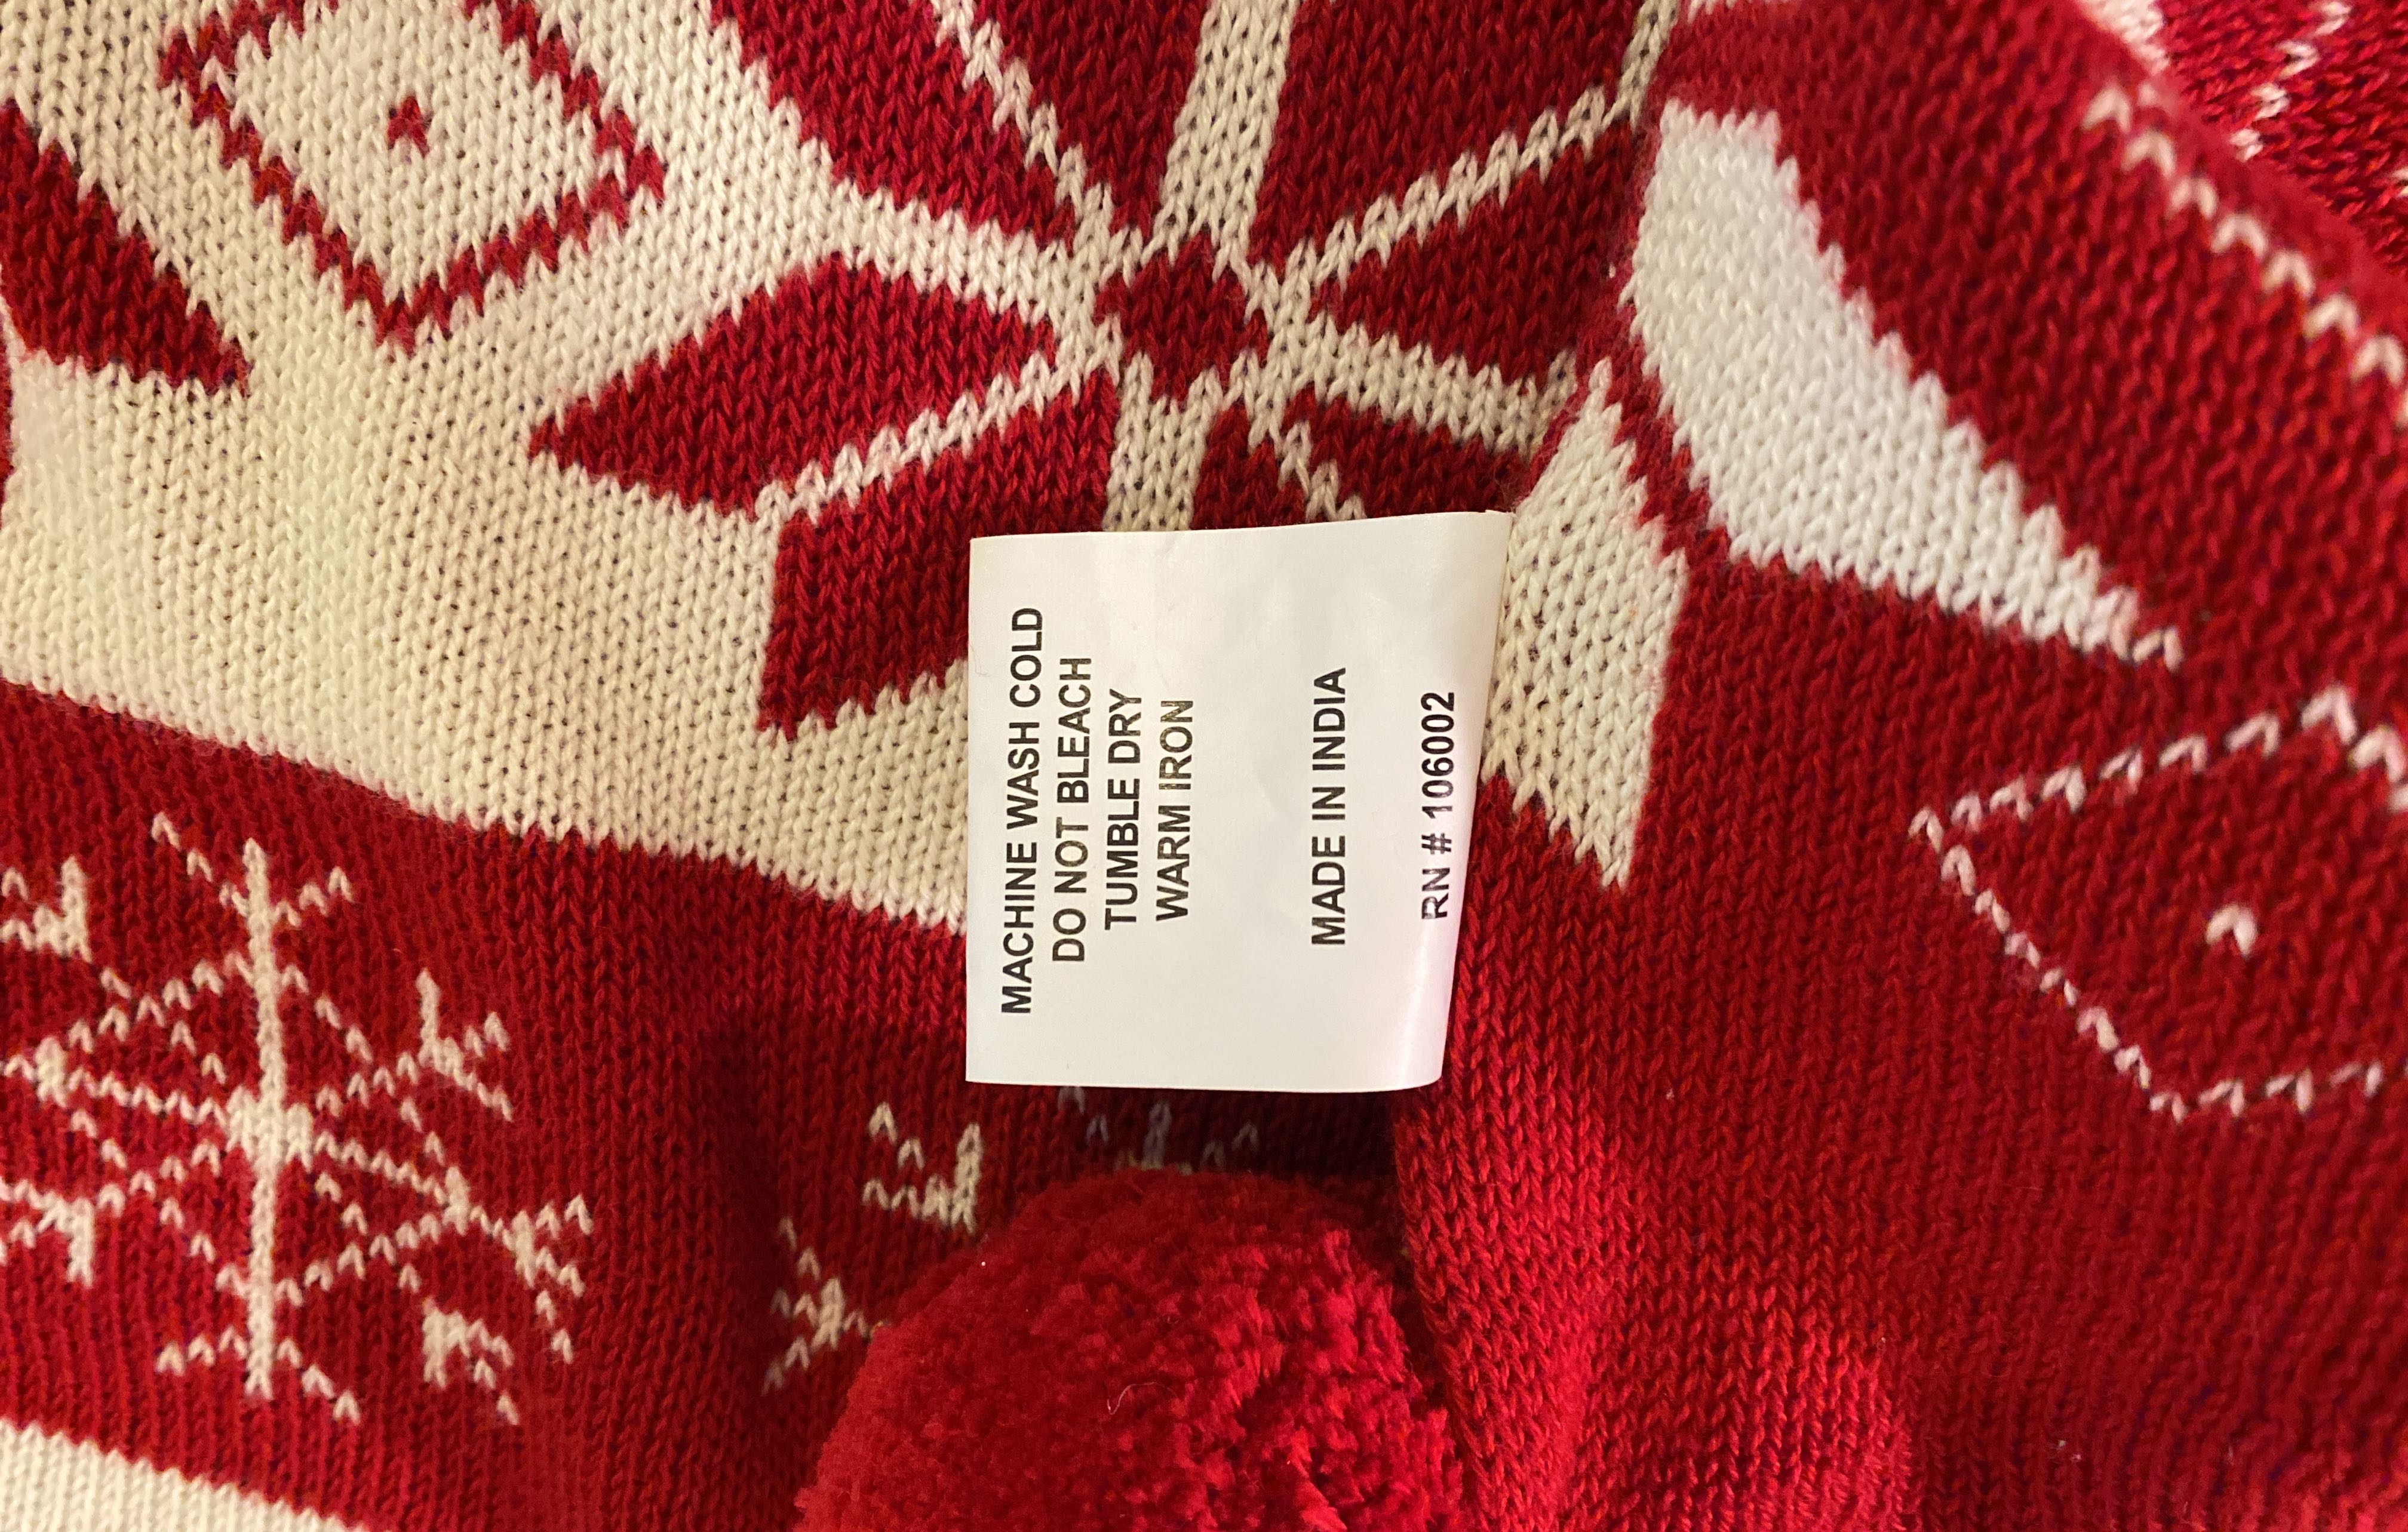 MACHINE WASH COLD
DO NOT BLEACH
TUMBLE DRY
WARM IRON
MADE IN INDIA
RN # 106002